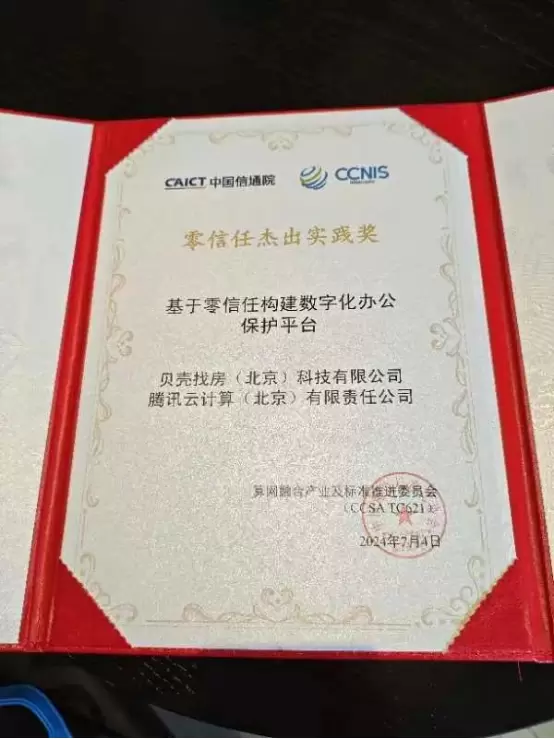 CAICT 中国信通院
CCNIS
零信任杰出实践奖
基于零信任构建数字化办公
保护平台
贝壳找房（北京）科技有限公司
腾讯云计算（北京）有限责任公司
算网融合产业及标准推进委员会
（CCSA TC621）
2024年7月4日